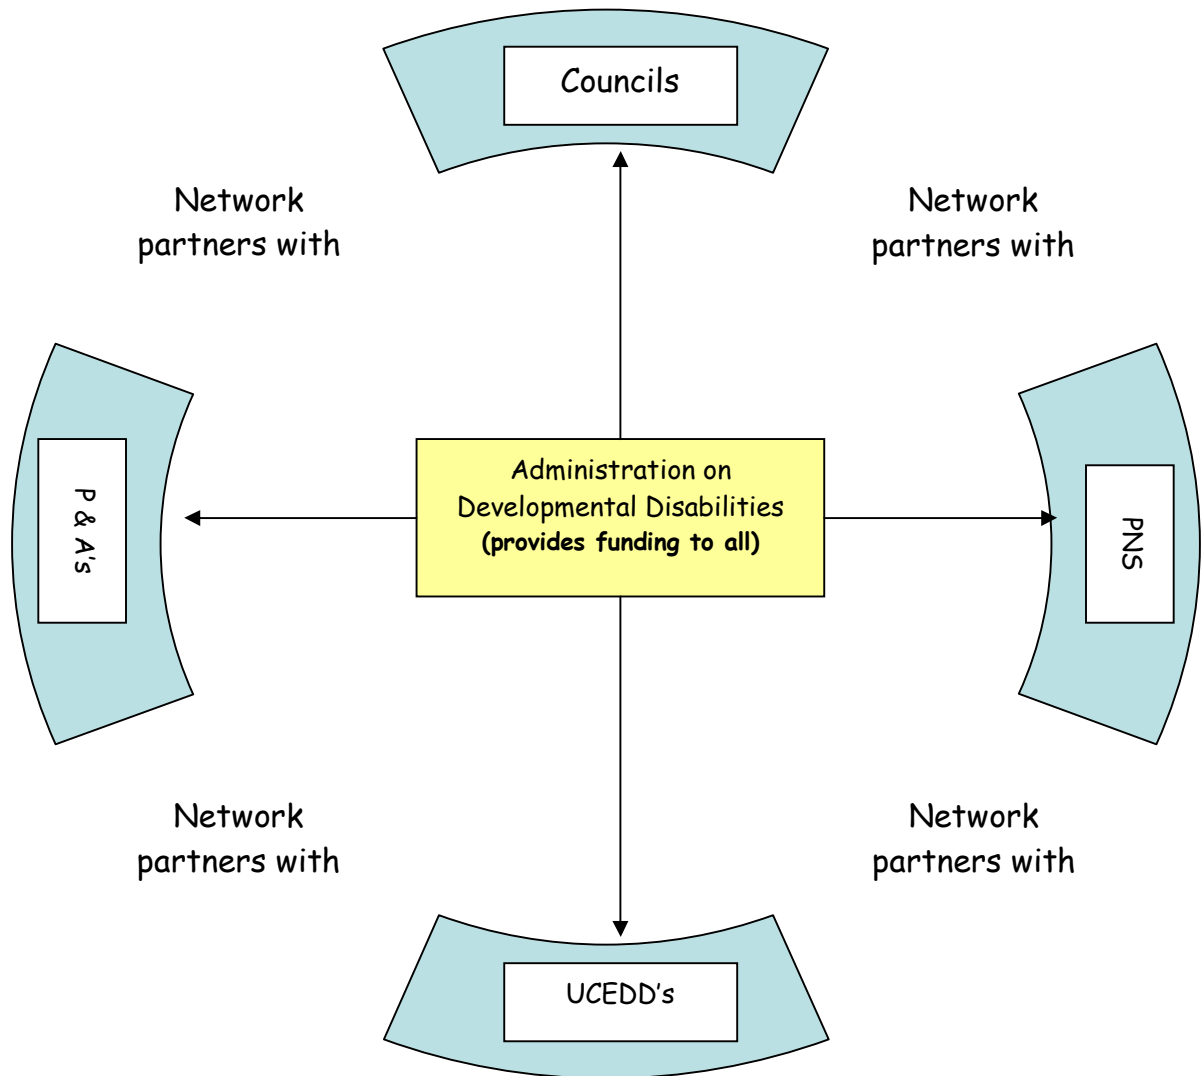 Councils
Network
partners with
Network
partners with
P & A's
Administration on
Developmental Disabilities
(provides funding to all)
PNS
Network
partners with
Network
partners with
UCEDD's